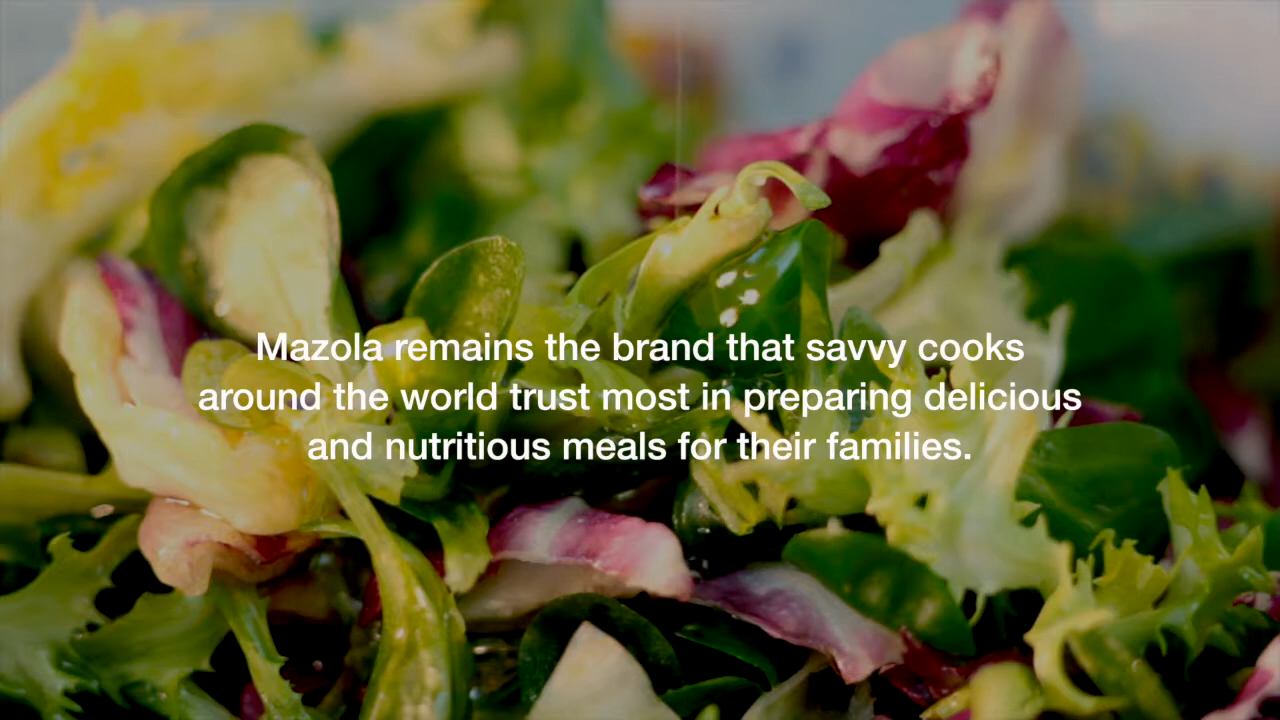 Mazola remains the brand that savvy cooks
around the world trust most in preparing delicious
and nutritious meals for their families.